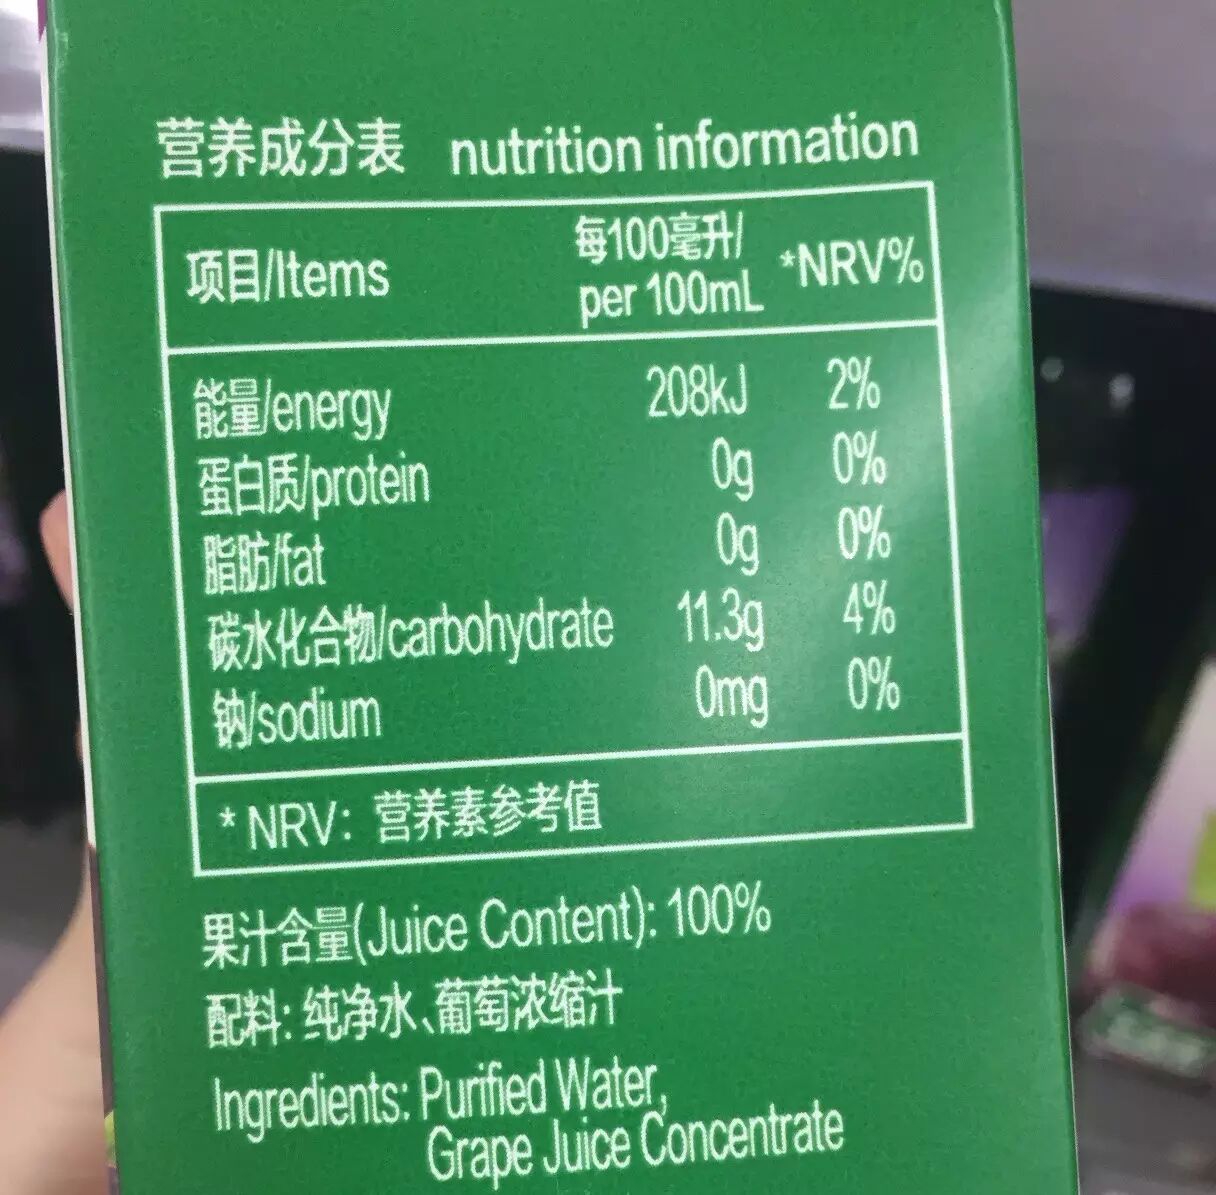 营养成分表 nutrition information
项目/Items 每100毫升/ per 100mL *NRV%
能量/energy 208kJ 2%
蛋白质/protein 0g 0%
脂肪/fat 0g 0%
碳水化合物/carbohydrate 11.3g 4%
钠/sodium 0mg 0%
* NRV: 营养素参考值
果汁含量(Juice Content): 100%
配料: 纯净水、葡萄浓缩汁
Ingredients: Purified Water,
Grape Juice Concentrate